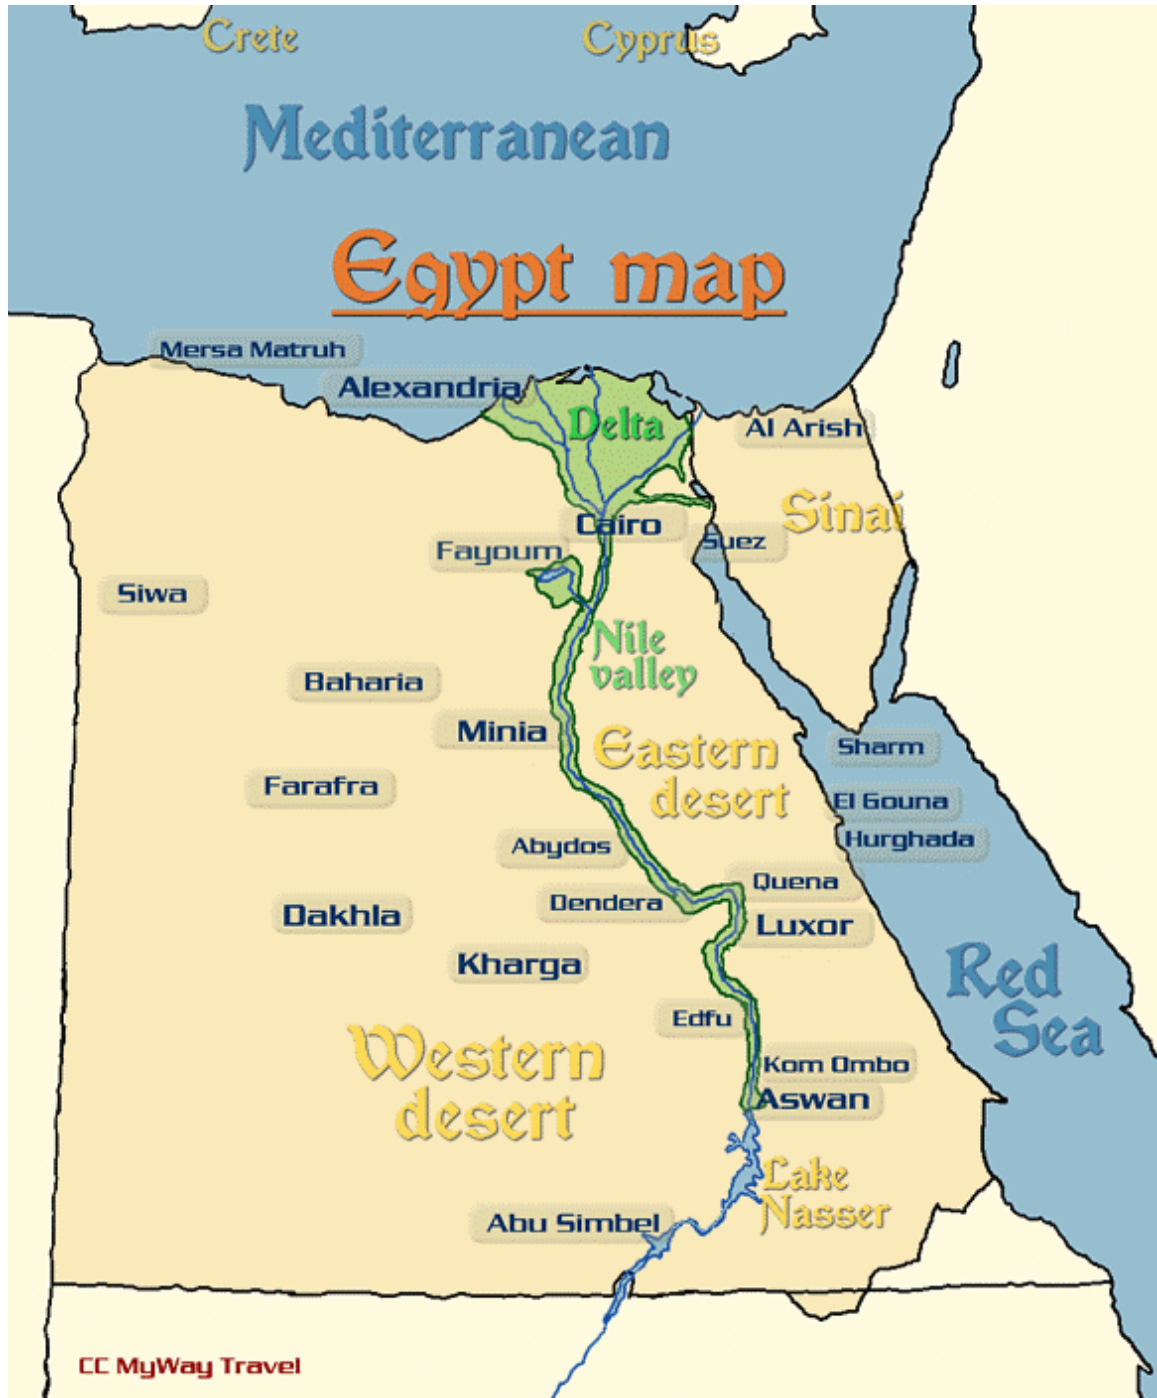 Crete
Cyprus
Mediterranean
Egypt map
Mersa Matruh
Alexandria
Delta
Al Arish
Sinai
Cairo
Suez
Fayoum
Siwa
Nile
valley
Baharia
Minia
Eastern
desert
Sharm
Farafra
El Gouna
Hurghada
Abydos
Quena
Dendera
Luxor
Dakhla
Kharga
Red
Sea
Edfu
Western
desert
Kom Ombo
Aswan
Lake
Nasser
Abu Simbel
CC MyWay Travel